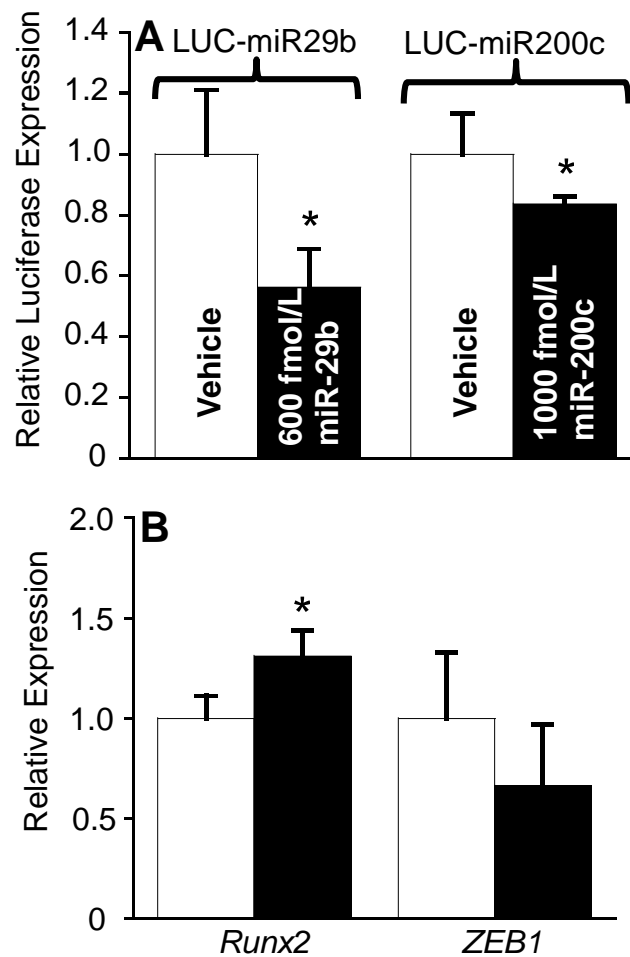 A
LUC-miR29b
LUC-miR200c
Relative Luciferase Expression
1.4
1.2
1.0
0.8
0.6
0.4
0.2
0
*
*
Vehicle
600 fmol/L
miR-29b
Vehicle
1000 fmol/L
miR-200c
B
Relative Expression
2.0
1.5
1.0
0.5
0
*
Runx2
ZEB1